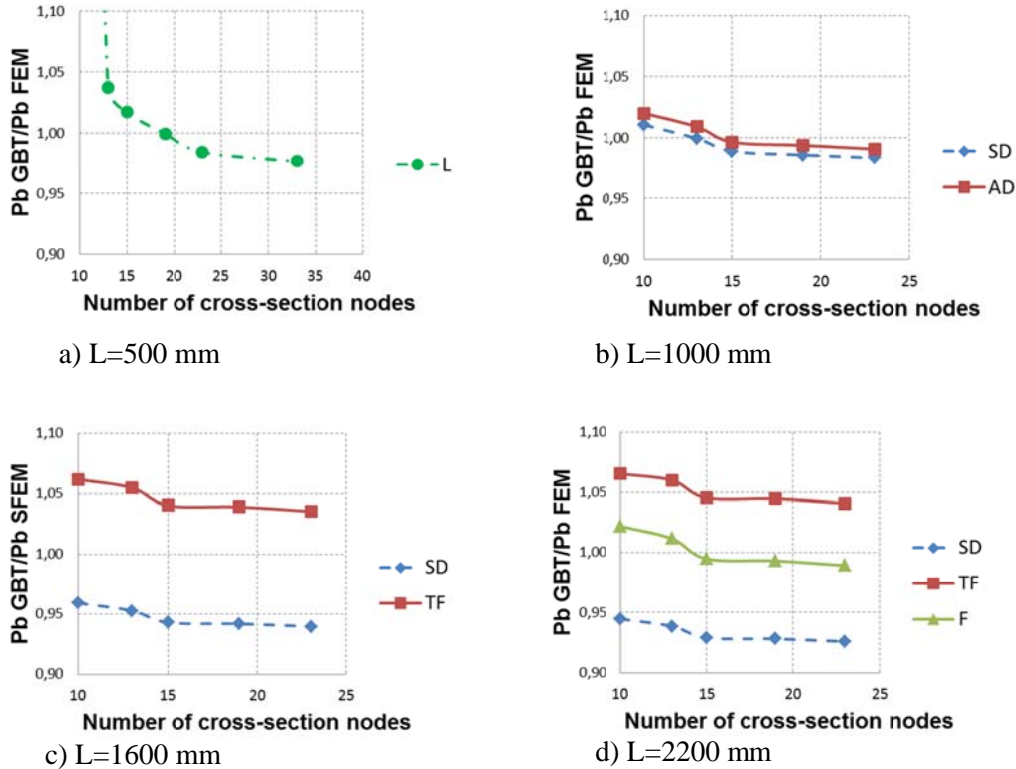 1,10
1,05
1,00
0,95
0,90
Pb GBT/Pb FEM
10 15 20 25 30 35 40
Number of cross-section nodes
L
a) L=500 mm
1,10
1,05
1,00
0,95
0,90
Pb GBT/Pb FEM
10 15 20 25
Number of cross-section nodes
SD
AD
b) L=1000 mm
1,10
1,05
1,00
0,95
0,90
Pb GBT/Pb SFEM
10 15 20 25
Number of cross-section nodes
SD
TF
c) L=1600 mm
1,10
1,05
1,00
0,95
0,90
Pb GBT/Pb FEM
10 15 20 25
Number of cross-section nodes
SD
TF
F
d) L=2200 mm